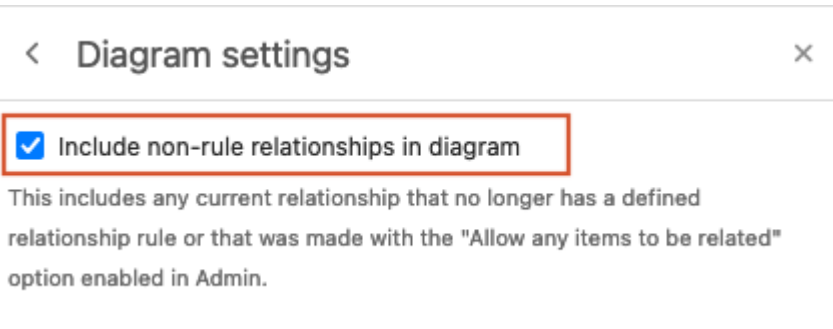 Diagram settings
Include non-rule relationships in diagram
This includes any current relationship that no longer has a defined
relationship rule or that was made with the "Allow any items to be related"
option enabled in Admin.